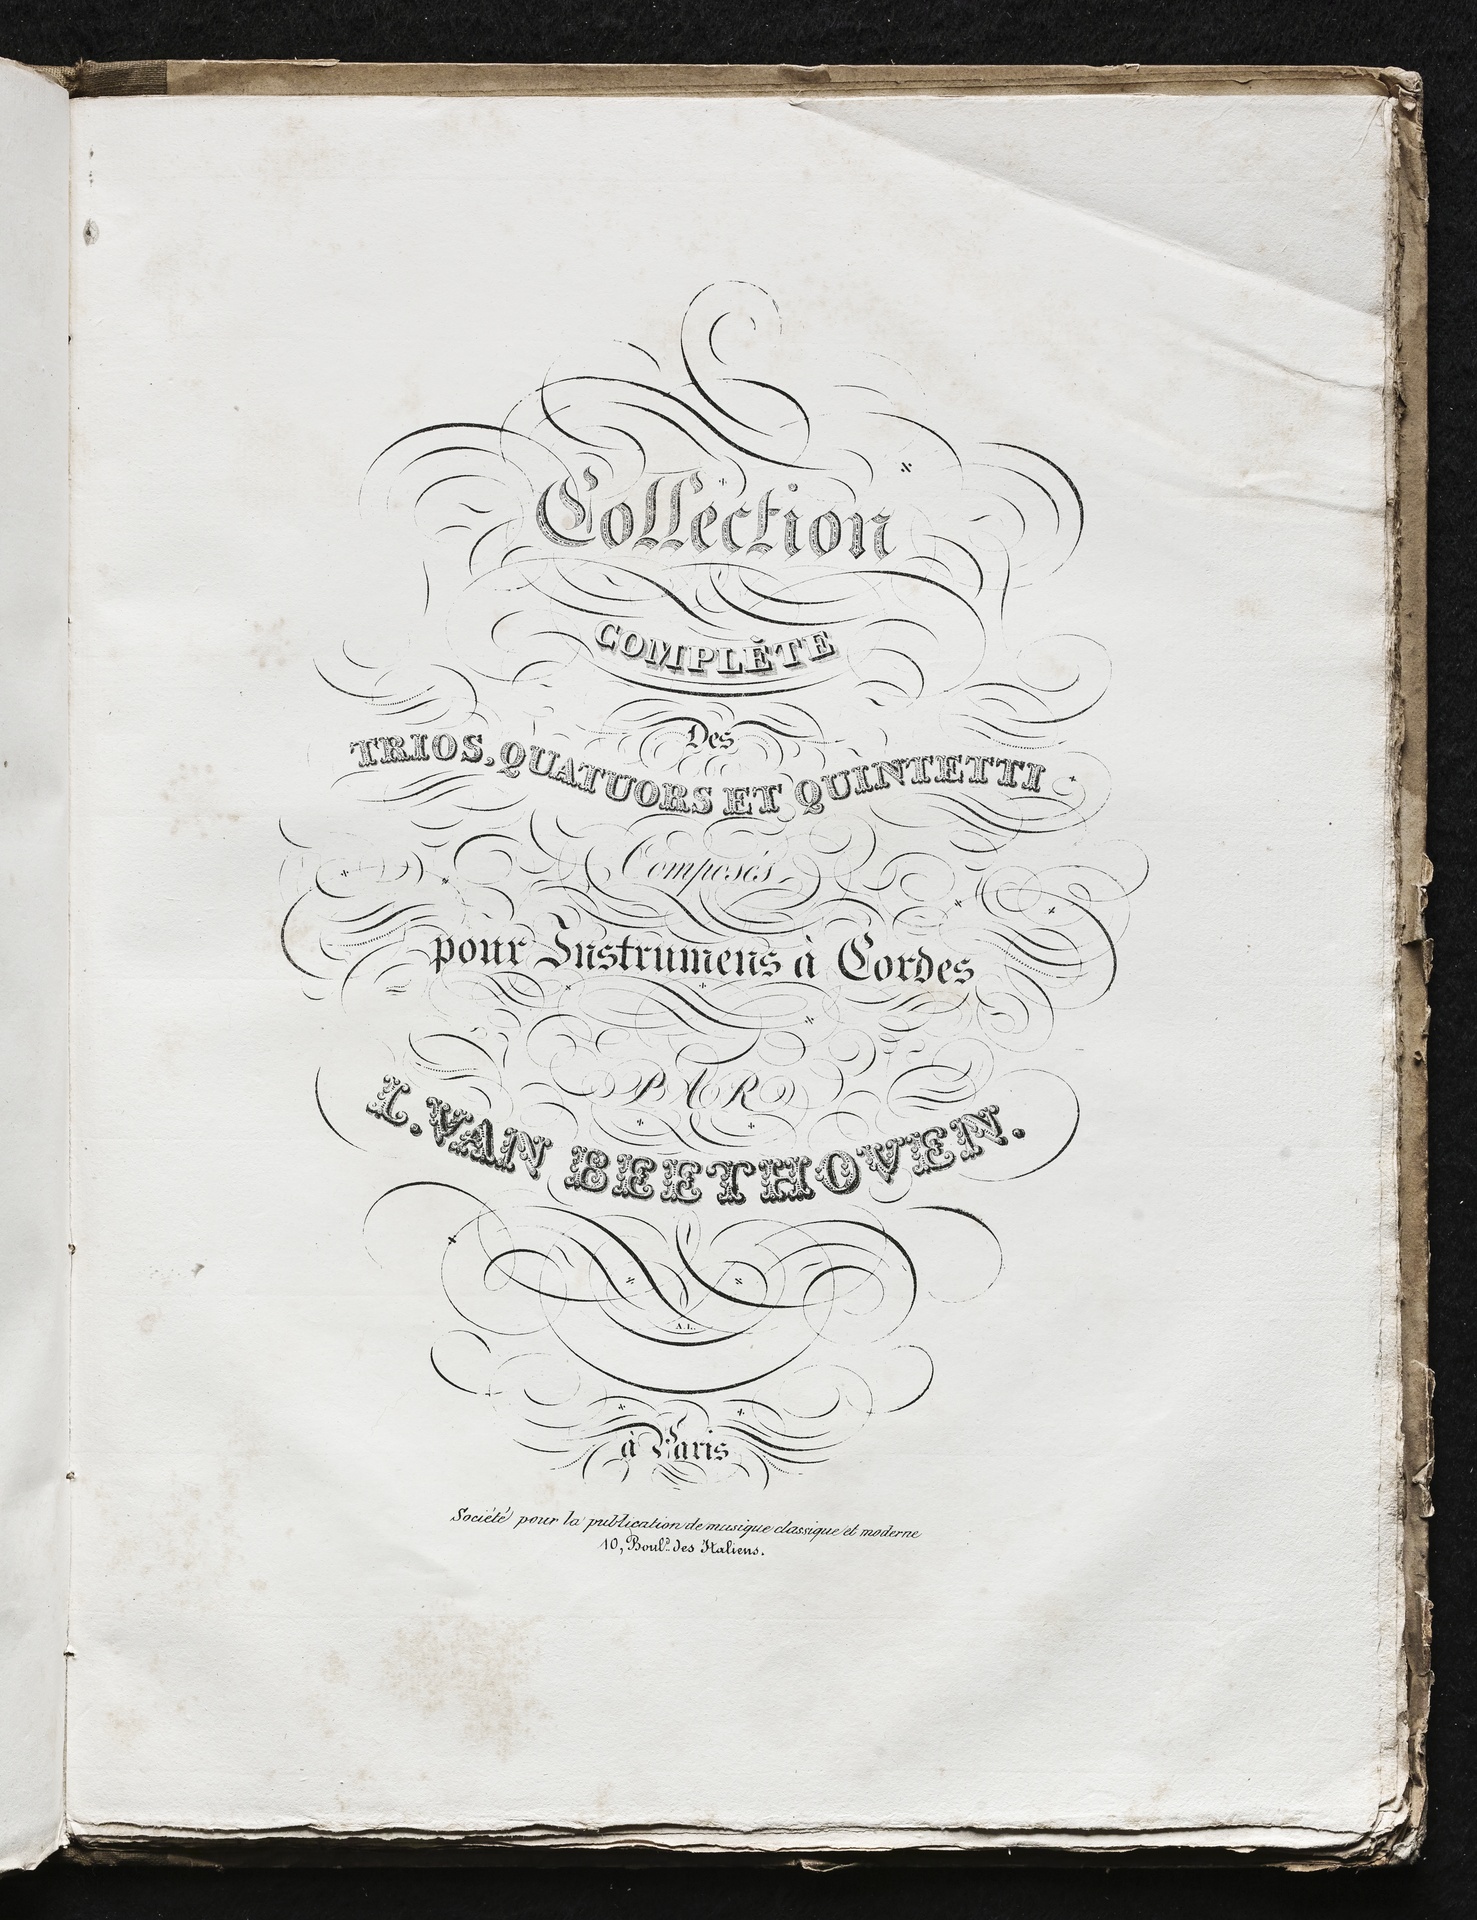 Collection
COMPLÈTE
Des
TRIOS, QUATUORS ET QUINTETTI
Composés
pour Instrumens à Cordes
PAR
L. VAN BEETHOVEN.
A.L.
à Paris
Société pour la publication de musique classique et moderne
10, Boulᵈ des Italiens.